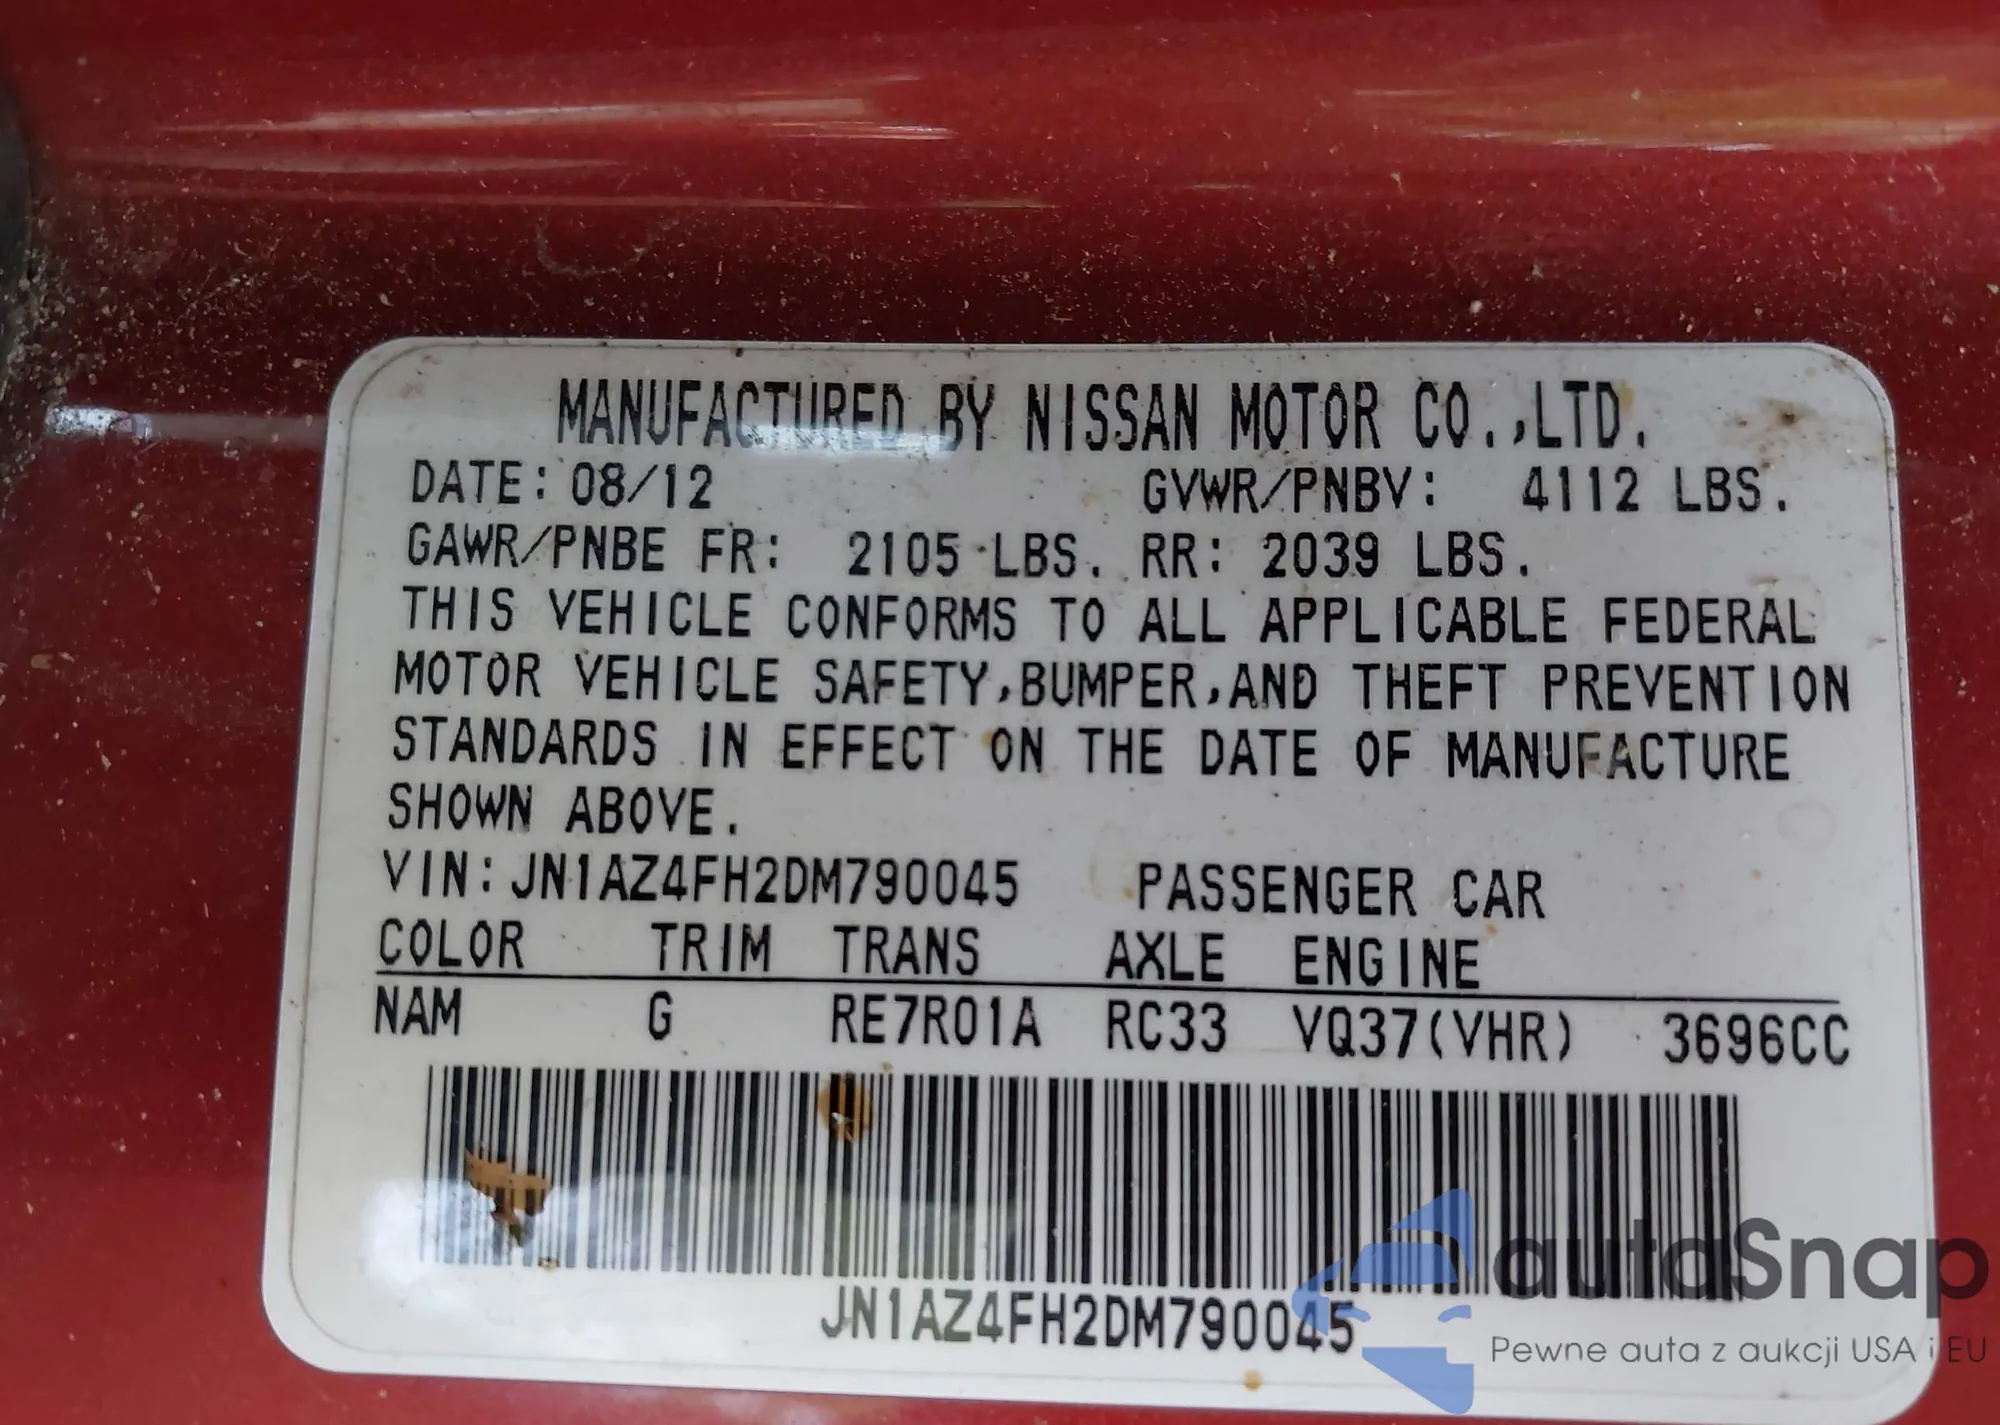 MANUFACTURED BY NISSAN MOTOR CO.,LTD.
DATE: 08/12 GVWR/PNBV: 4112 LBS.
GAWR/PNBE FR: 2105 LBS. RR: 2039 LBS.
THIS VEHICLE CONFORMS TO ALL APPLICABLE FEDERAL
MOTOR VEHICLE SAFETY,BUMPER,AND THEFT PREVENTION
STANDARDS IN EFFECT ON THE DATE OF MANUFACTURE
SHOWN ABOVE.
VIN:JN1AZ4FH2DM790045 PASSENGER CAR
COLOR TRIM TRANS AXLE ENGINE
NAM G RE7R01A RC33 VQ37(VHR) 3696CC
JN1AZ4FH2DM790045
autaSnap
Pewne auta z aukcji USA i EU